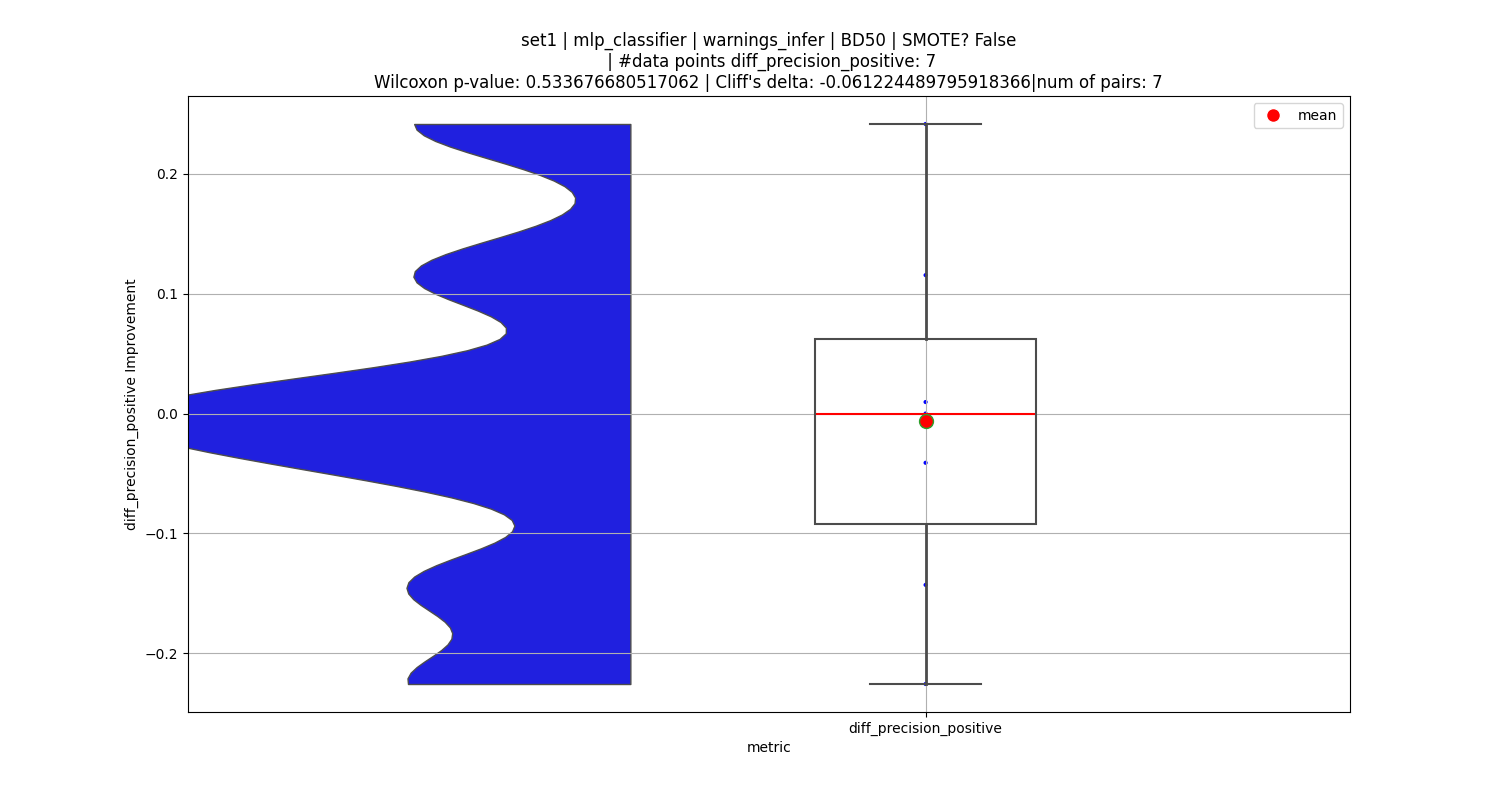 set1 | mlp_classifier | warnings_infer | BD50 | SMOTE? False
| #data points diff_precision_positive: 7
Wilcoxon p-value: 0.533676680517062 | Cliff's delta: -0.061224489795918366|num of pairs: 7
mean
0.2
0.1
0.0
−0.1
−0.2
diff_precision_positive Improvement
diff_precision_positive
metric